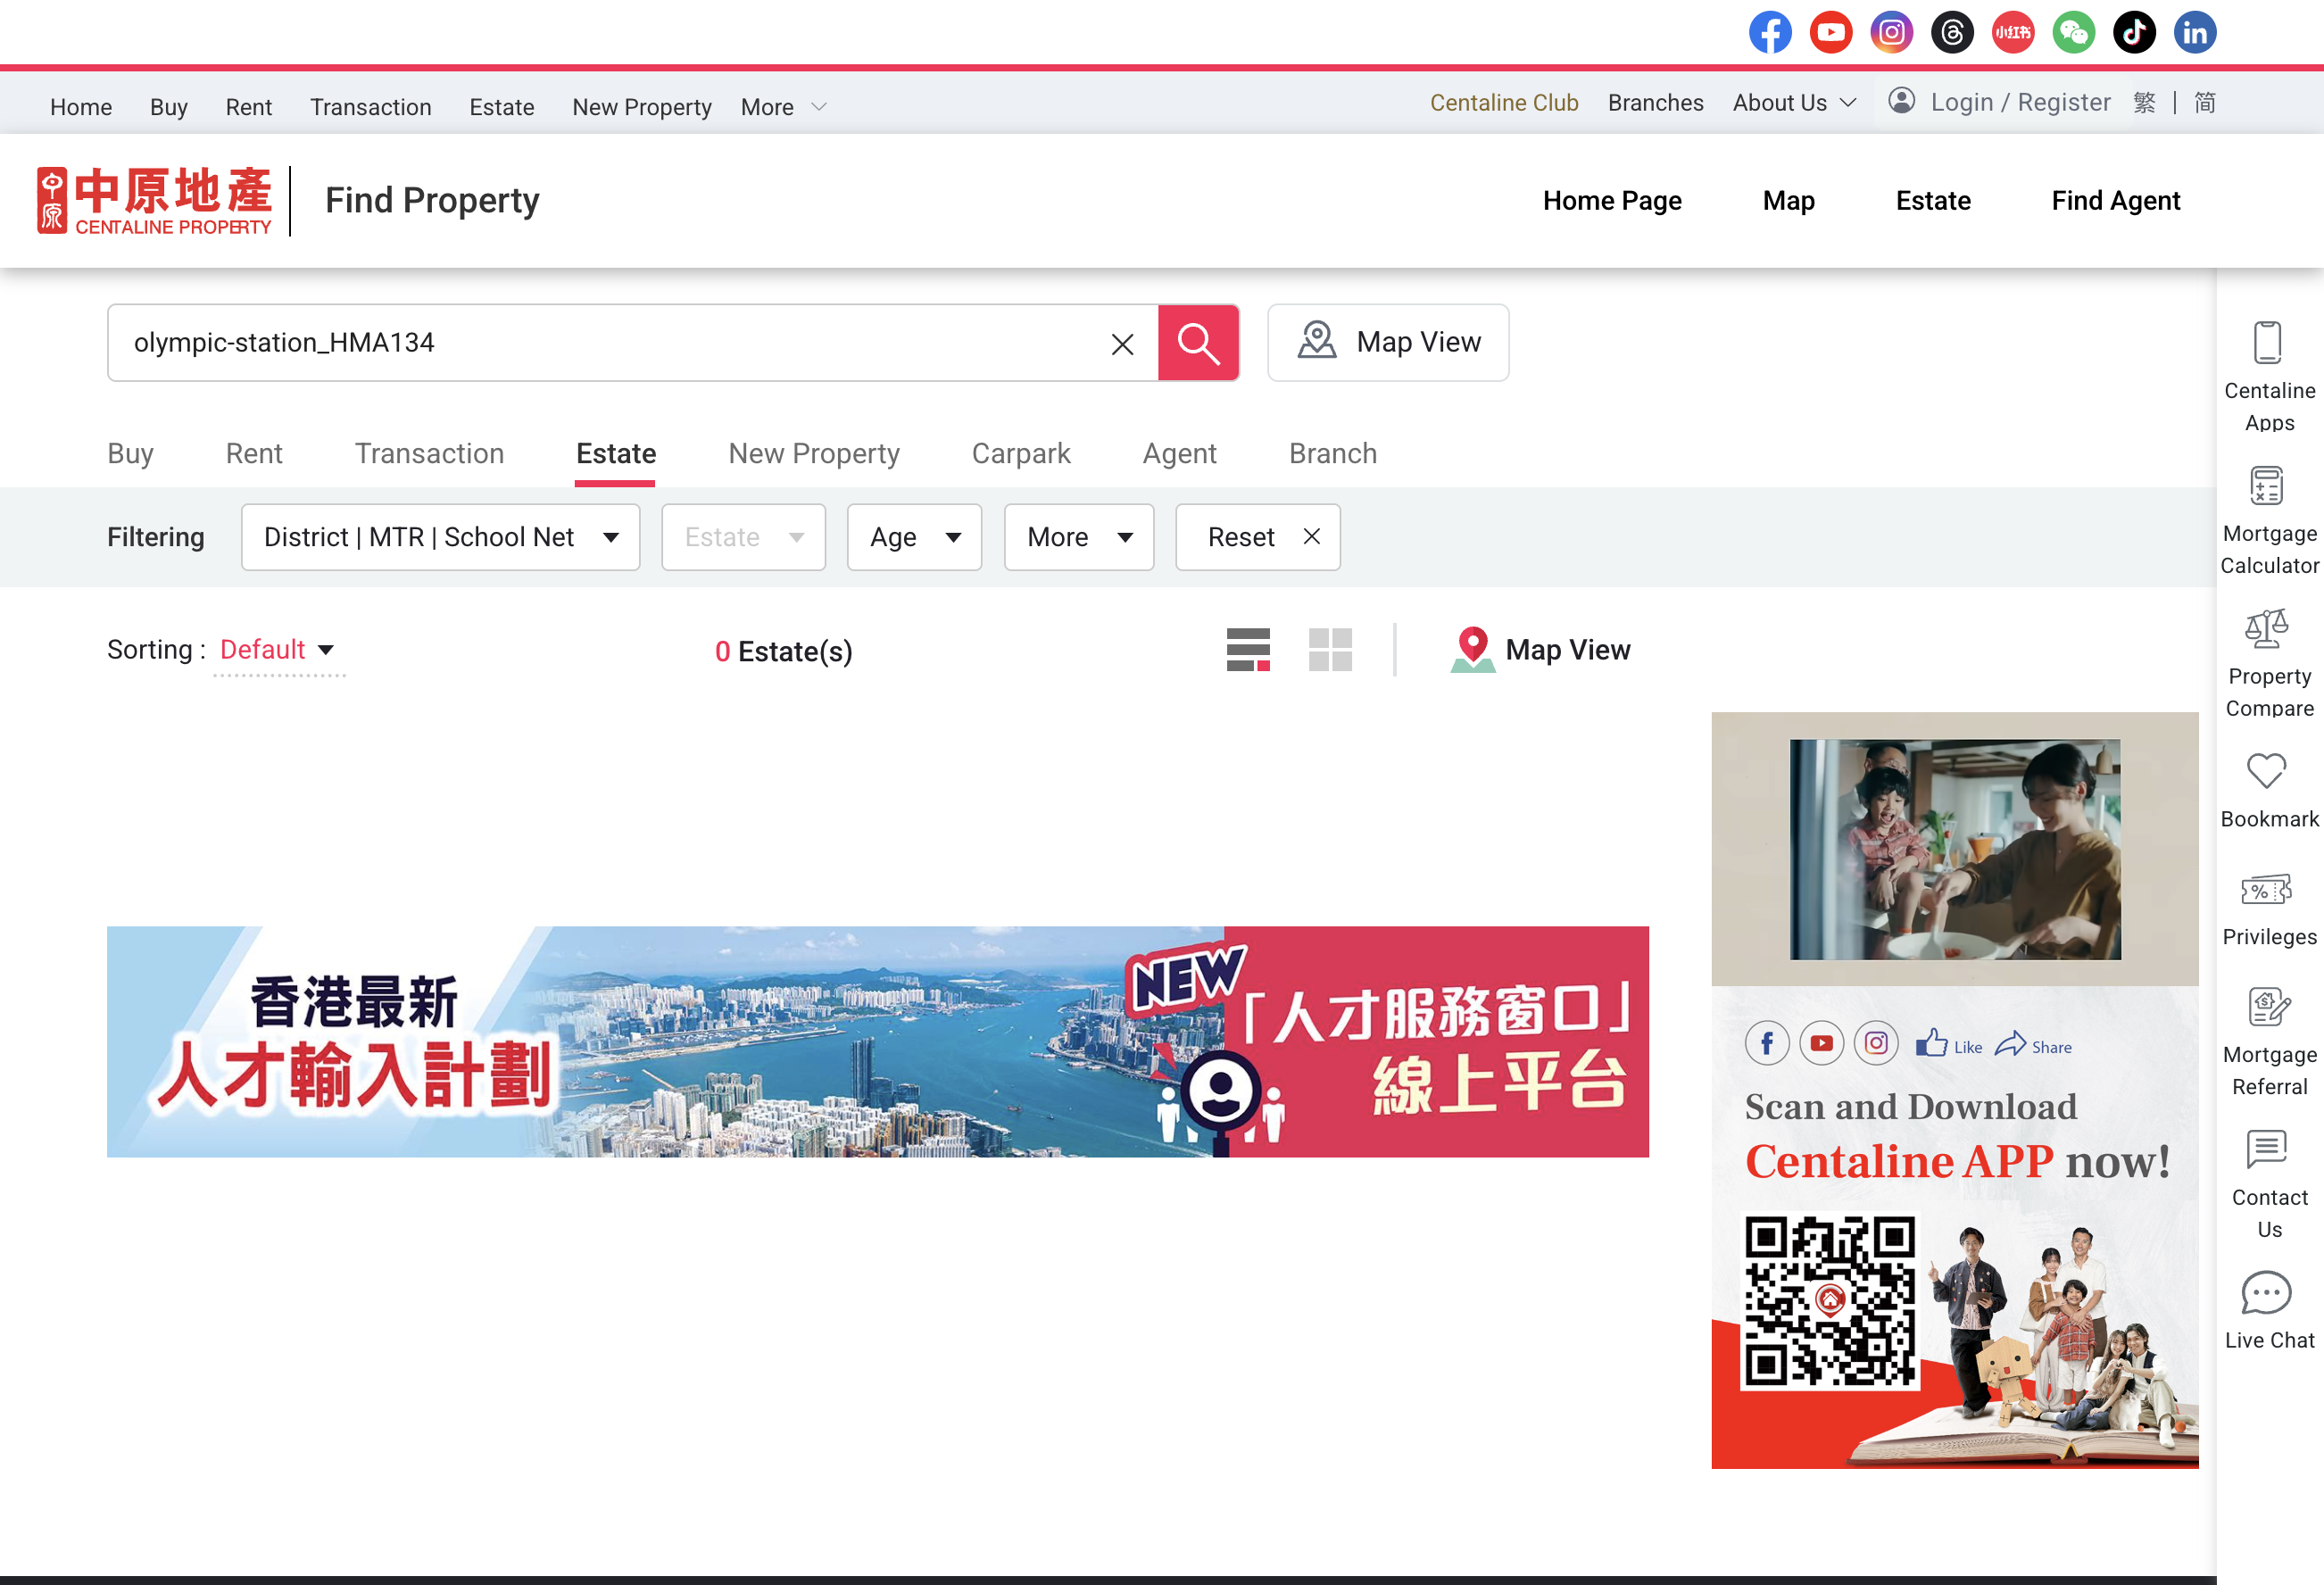 小红书
Home Buy Rent Transaction Estate New Property More
Centaline Club Branches About Us Login / Register 繁 | 简
中原 中原地產
CENTALINE PROPERTY
Find Property
Home Page Map Estate Find Agent
olympic-station_HMA134
Map View
Buy Rent Transaction Estate New Property Carpark Agent Branch
Filtering District | MTR | School Net Estate Age More Reset
Sorting : Default
0 Estate(s)
Map View
香港最新
人才輸入計劃
NEW
「人才服務窗口」
線上平台
Like Share
Scan and Download
Centaline APP now!
Centaline
Apps
Mortgage
Calculator
Property
Compare
Bookmark
Privileges
Mortgage
Referral
Contact
Us
Live Chat